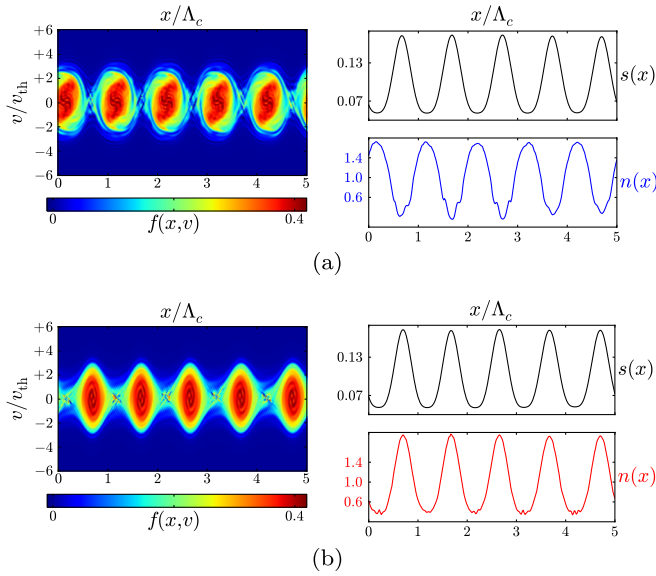 x/Λc x/Λc
+6
+4
+2
0
−2
−4
−6
v/vth
0 1 2 3 4 5
0 0.4
f(x,v)
0.13
0.07
s(x)
1.4
1.0
0.6
n(x)
0 1 2 3 4 5
(a)
x/Λc x/Λc
+6
+4
+2
0
−2
−4
−6
v/vth
0 1 2 3 4 5
0 0.4
f(x,v)
0.13
0.07
s(x)
1.4
1.0
0.6
n(x)
0 1 2 3 4 5
(b)